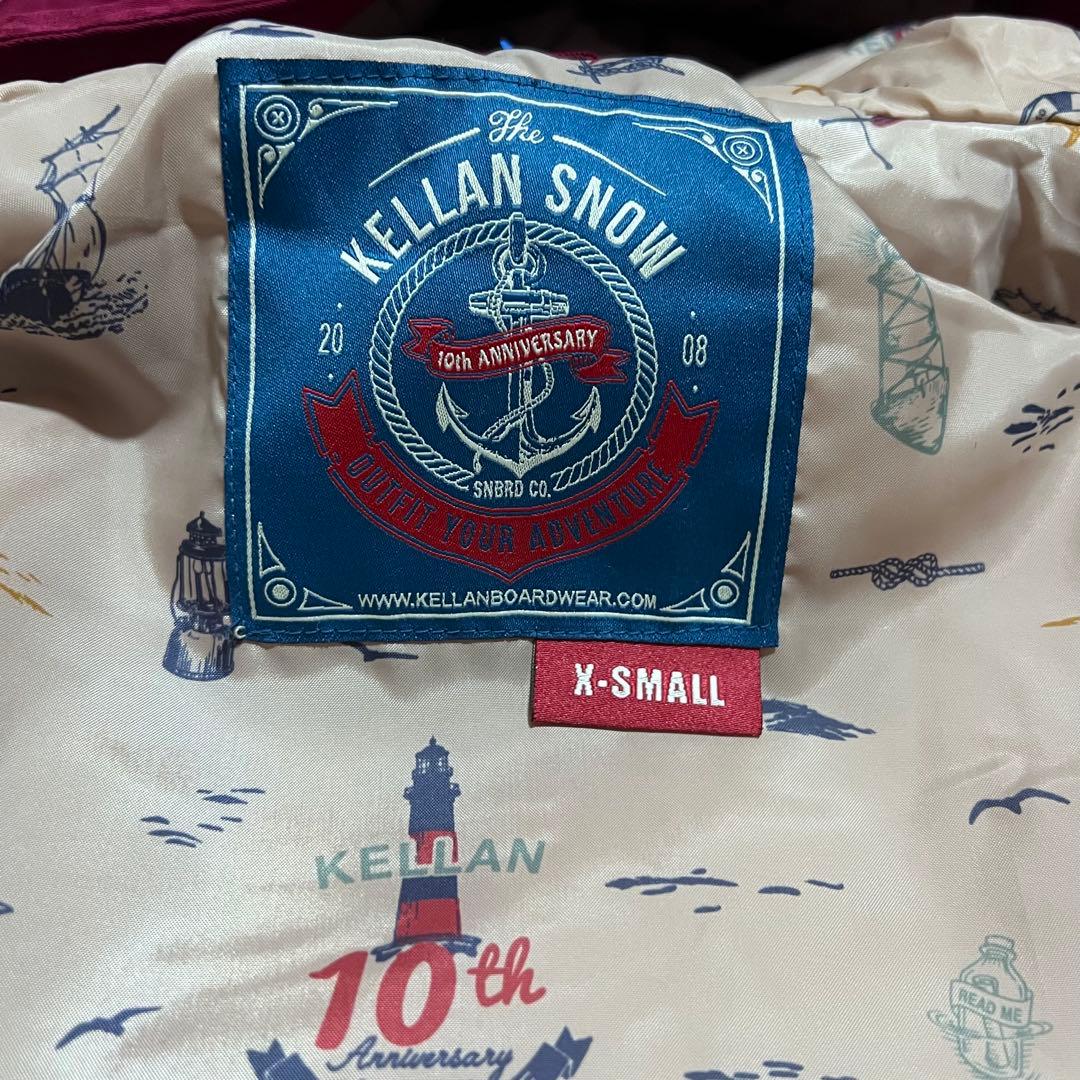 The
KELLAN SNOW
20 08
10th ANNIVERSARY
SNBRD CO.
OUTFIT YOUR ADVENTURE
WWW.KELLANBOARDWEAR.COM
X-SMALL
KELLAN
10th
Anniversary
READ ME